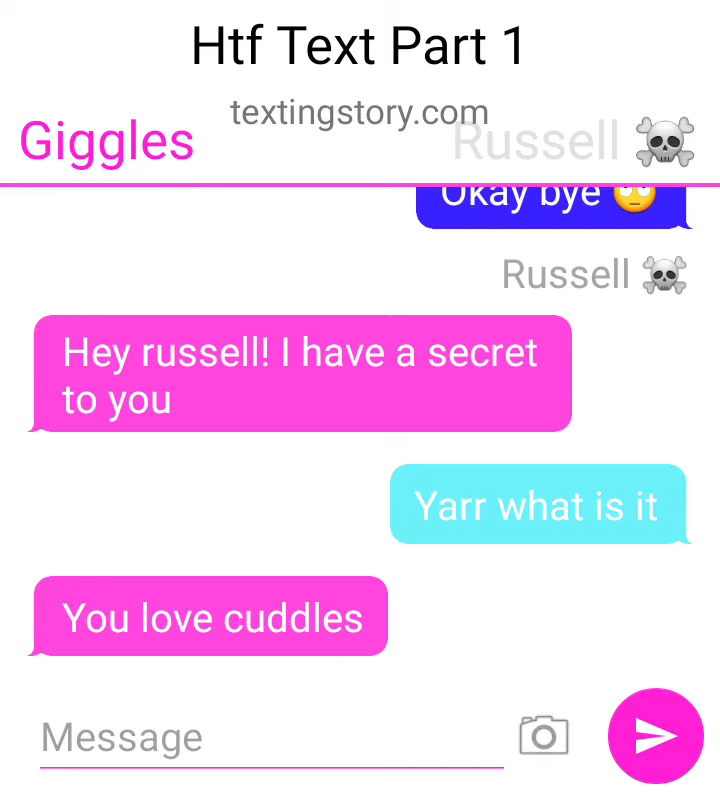 Htf Text Part 1
textingstory.com
Giggles
Russell ☠️
Okay bye 🙄
Russell ☠️
Hey russell! I have a secret
to you
Yarr what is it
You love cuddles
Message